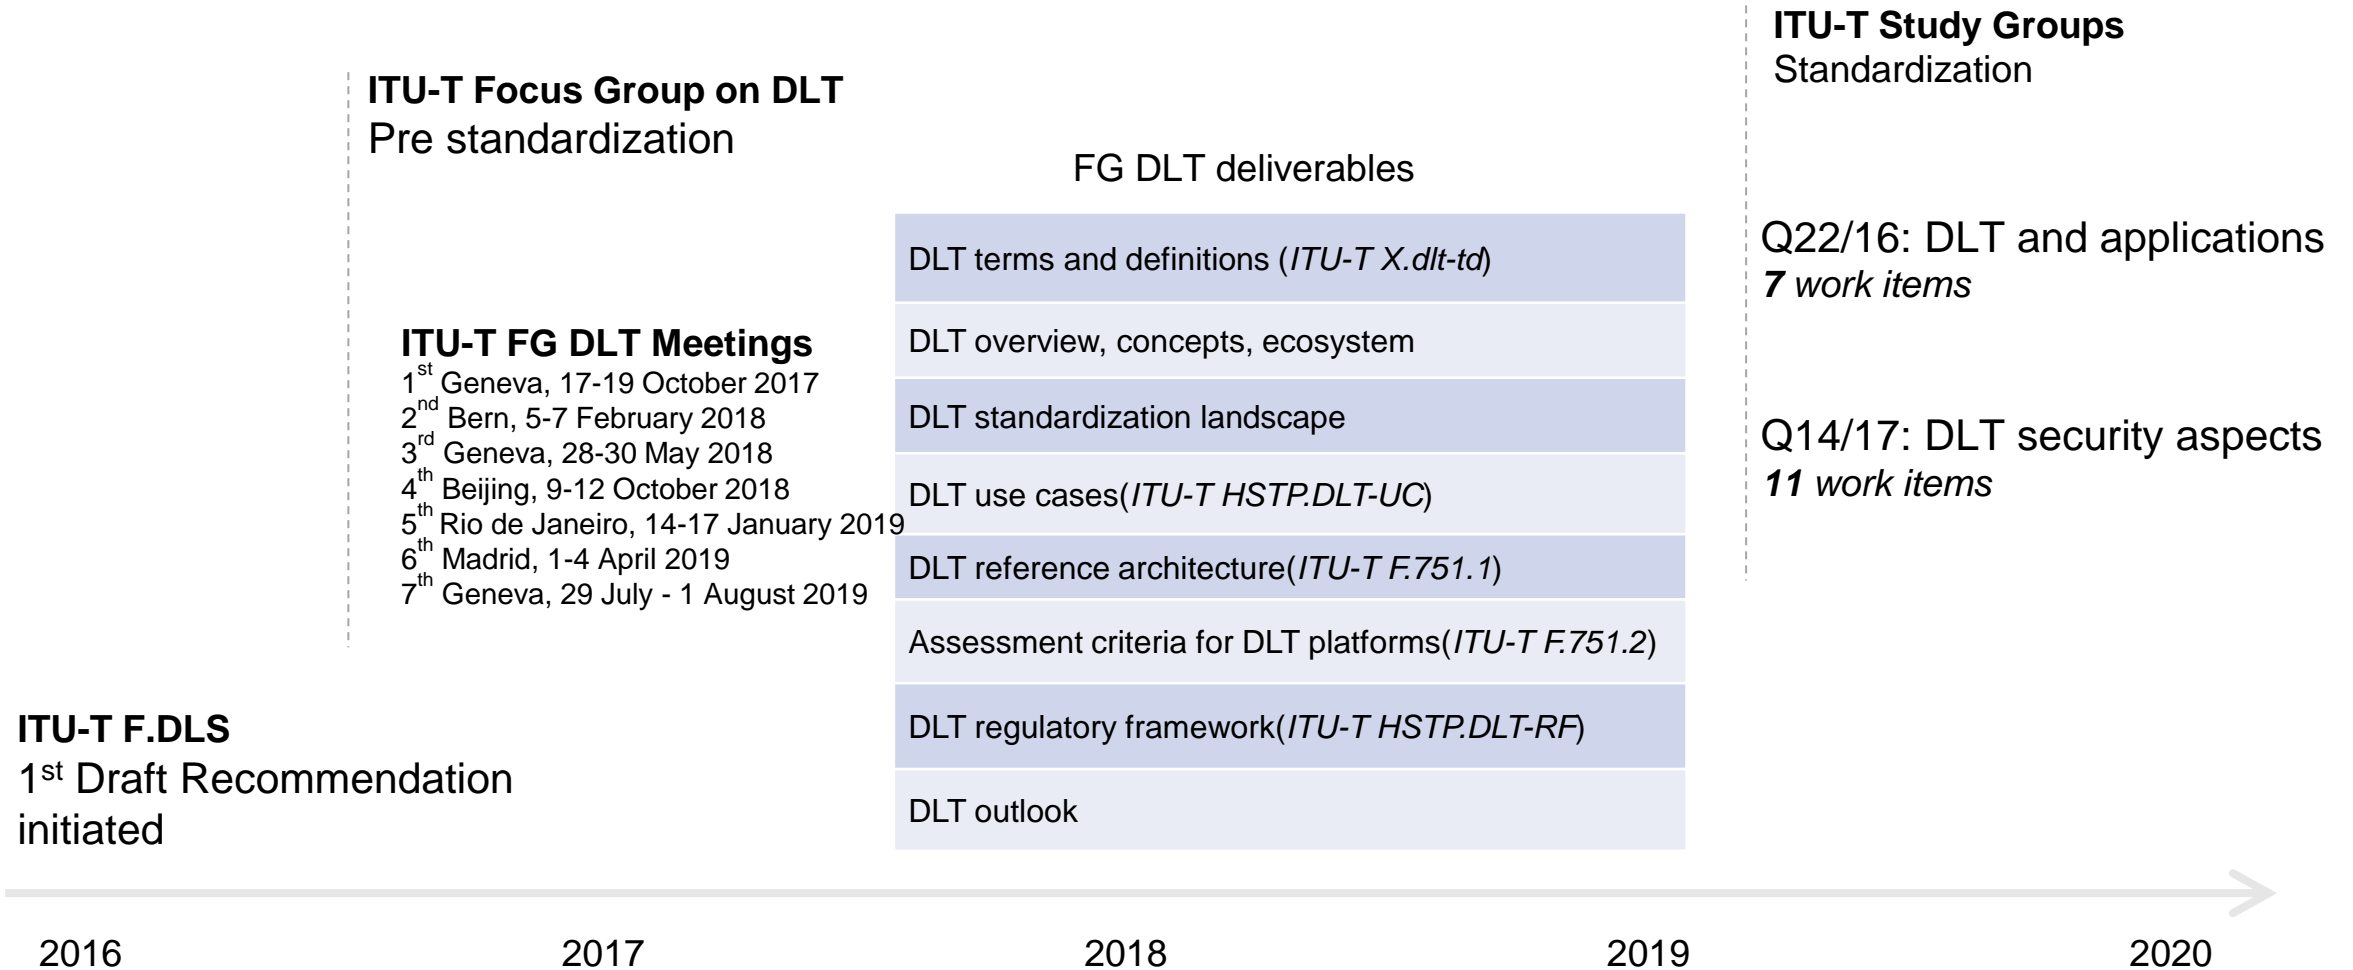 ITU-T Study Groups
Standardization
ITU-T Focus Group on DLT
Pre standardization
FG DLT deliverables
DLT terms and definitions (ITU-T X.dlt-td)
DLT overview, concepts, ecosystem
DLT standardization landscape
DLT use cases(ITU-T HSTP.DLT-UC)
DLT reference architecture(ITU-T F.751.1)
Assessment criteria for DLT platforms(ITU-T F.751.2)
DLT regulatory framework(ITU-T HSTP.DLT-RF)
DLT outlook
Q22/16: DLT and applications
7 work items
Q14/17: DLT security aspects
11 work items
ITU-T FG DLT Meetings
1st Geneva, 17-19 October 2017
2nd Bern, 5-7 February 2018
3rd Geneva, 28-30 May 2018
4th Beijing, 9-12 October 2018
5th Rio de Janeiro, 14-17 January 2019
6th Madrid, 1-4 April 2019
7th Geneva, 29 July - 1 August 2019
ITU-T F.DLS
1st Draft Recommendation
initiated
2016
2017
2018
2019
2020